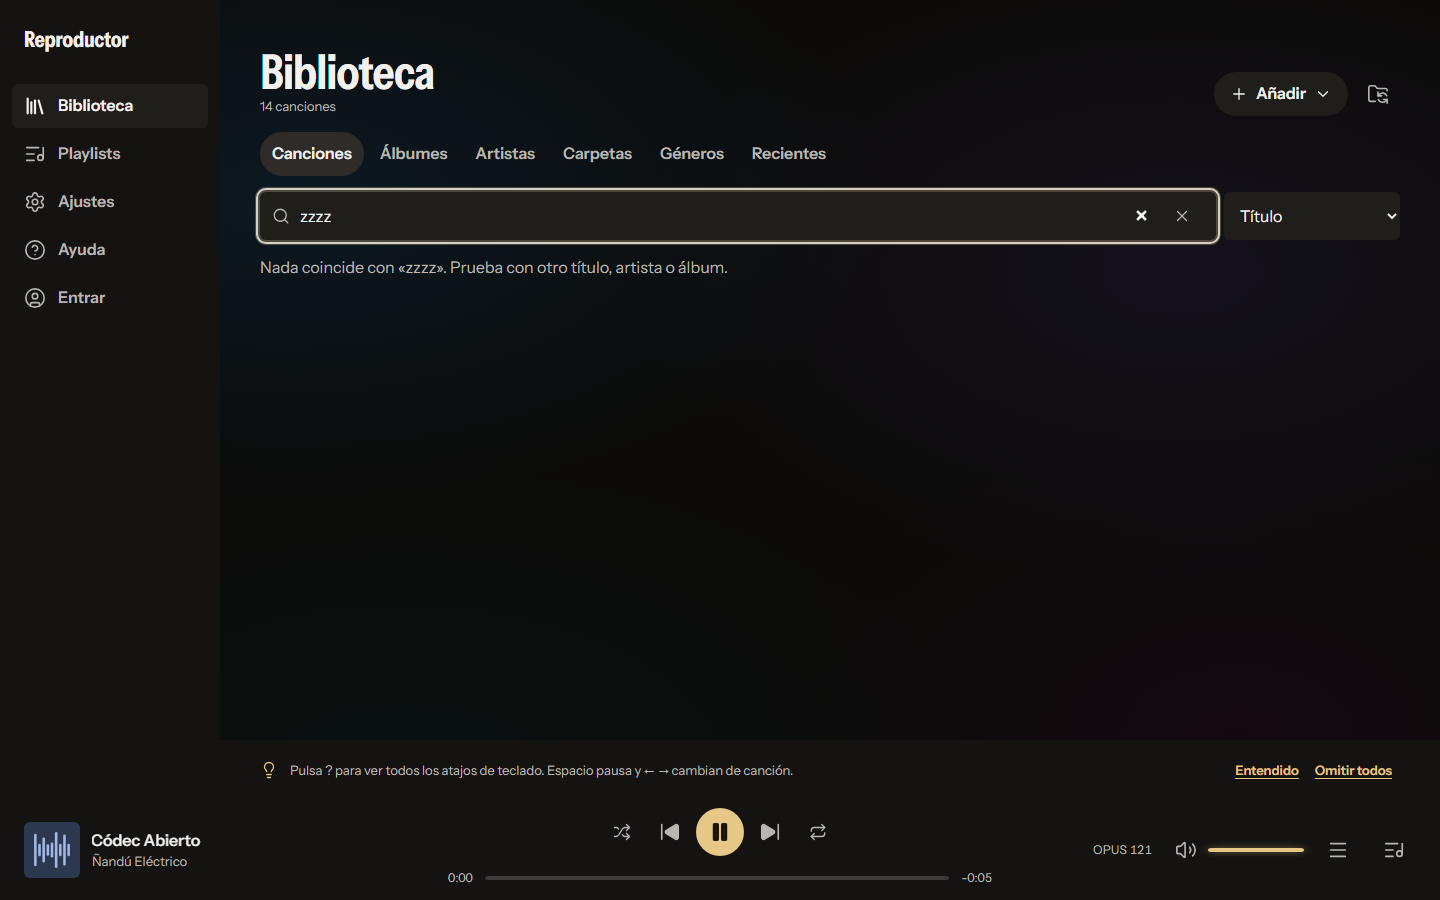 Reproductor
Biblioteca
Playlists
Ajustes
Ayuda
Entrar
Biblioteca
14 canciones
Añadir
Canciones Álbumes Artistas Carpetas Géneros Recientes
zzzz
Título
Nada coincide con «zzzz». Prueba con otro título, artista o álbum.
Pulsa ? para ver todos los atajos de teclado. Espacio pausa y ← → cambian de canción.
Entendido Omitir todos
Códec Abierto
Ñandú Eléctrico
0:00
-0:05
OPUS 121